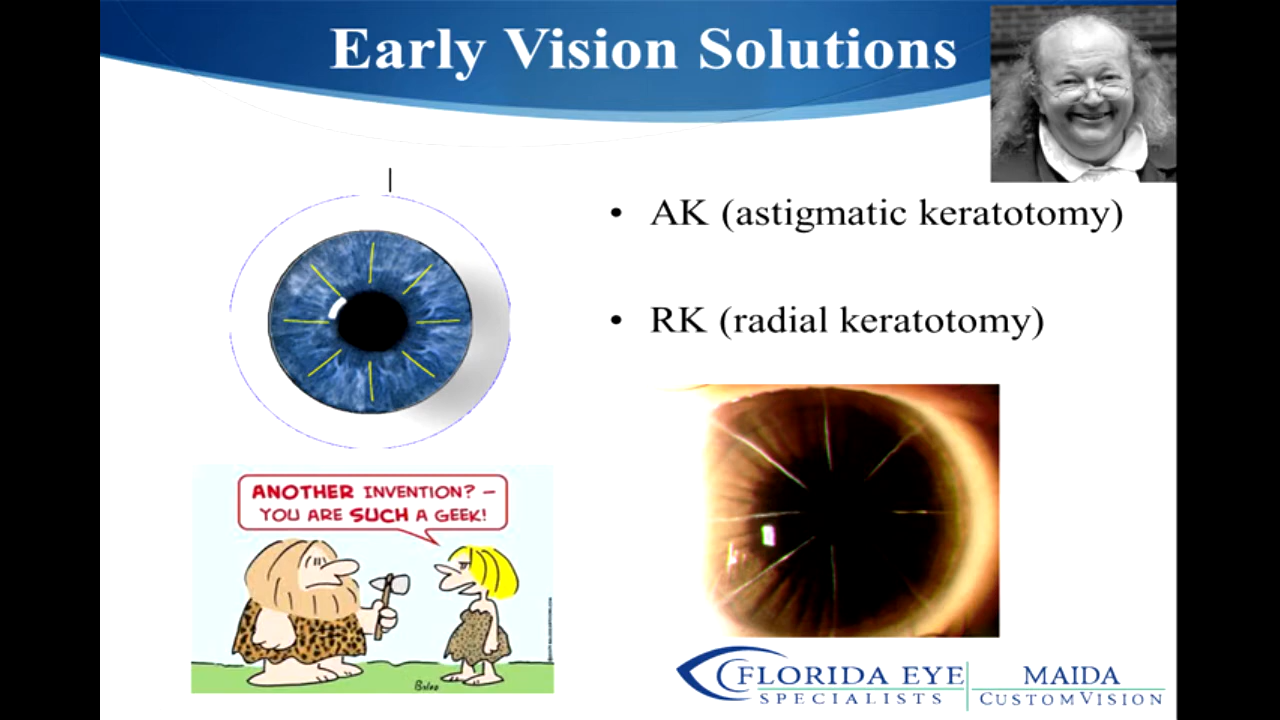 Early Vision Solutions
• AK (astigmatic keratotomy)
• RK (radial keratotomy)
ANOTHER INVENTION? –
YOU ARE SUCH A GEEK!
FLORIDA EYE
SPECIALISTS
MAIDA
CUSTOMVISION